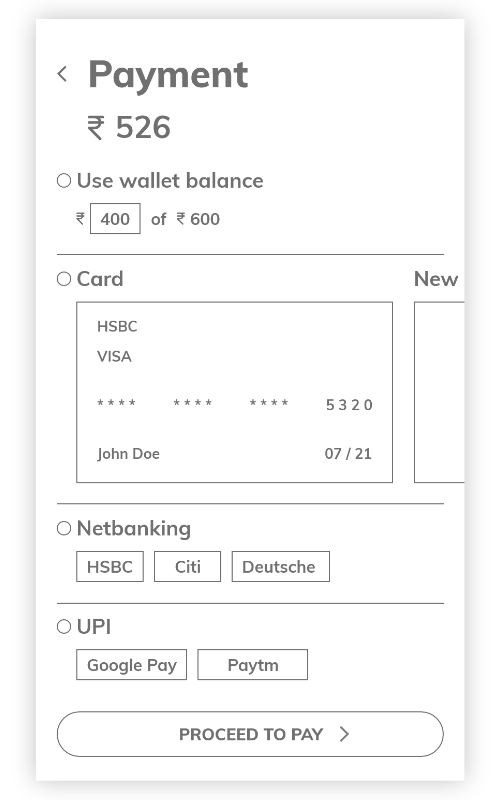 Payment
₹ 526
Use wallet balance
₹ 400 of ₹ 600
Card New
HSBC
VISA
**** **** **** 5320
John Doe 07 / 21
Netbanking
HSBC Citi Deutsche
UPI
Google Pay Paytm
PROCEED TO PAY